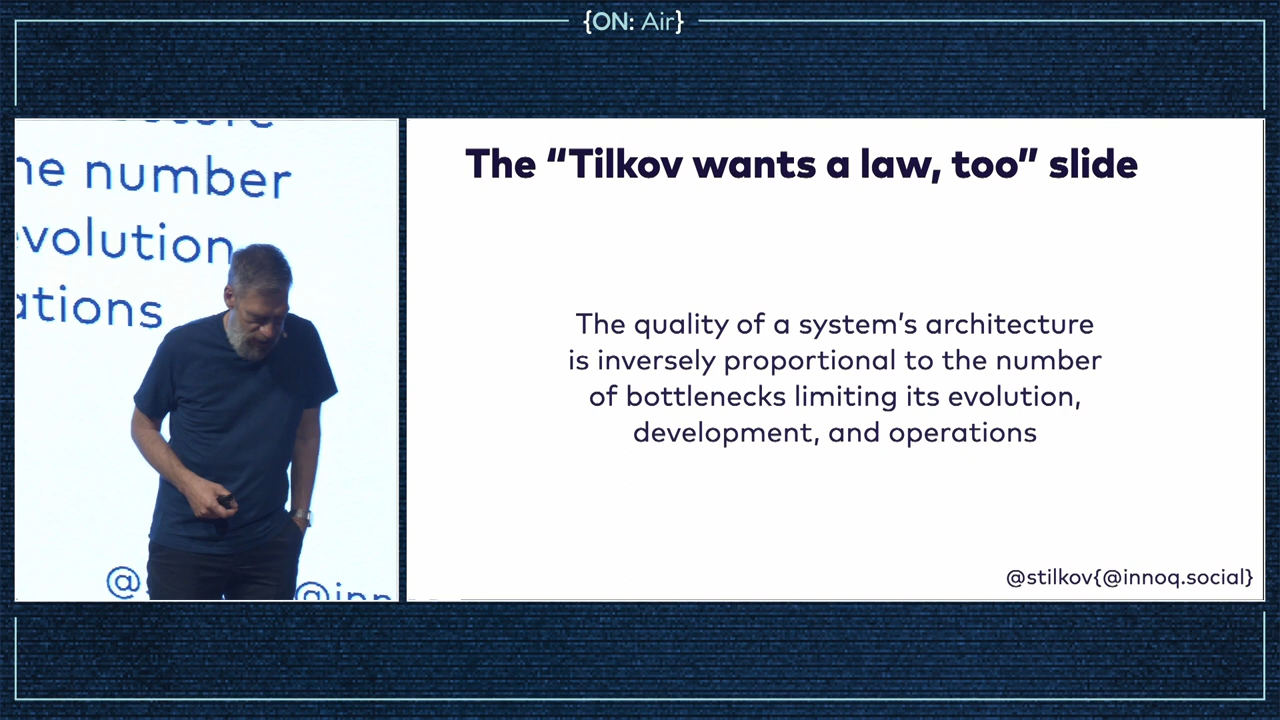 {ON: Air}
he number
volution
ations
The “Tilkov wants a law, too” slide
The quality of a system’s architecture
is inversely proportional to the number
of bottlenecks limiting its evolution,
development, and operations
@stilkov{@innoq.social}